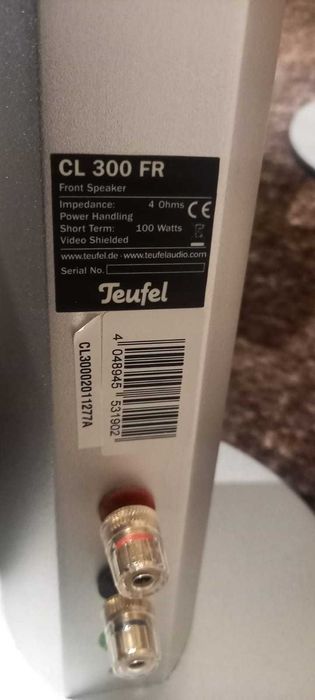 CL 300 FR
Front Speaker
Impedance: 4 Ohms CE
Power Handling
Short Term: 100 Watts
Video Shielded
www.teufel.de · www.teufelaudio.com
Serial No.
Teufel
CL30002011277A
4 048945 531902